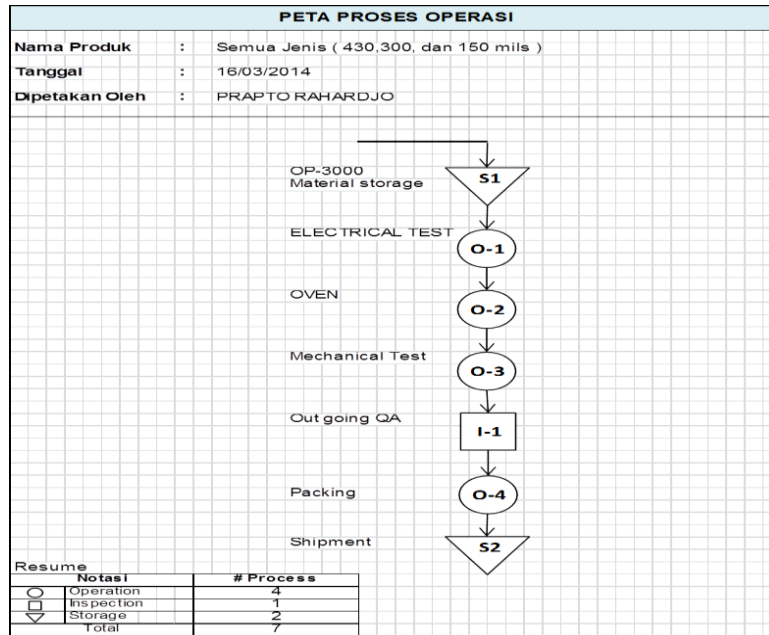 PETA PROSES OPERASI
Nama Produk : Semua Jenis ( 430,300, dan 150 mils )
Tanggal : 16/03/2014
Dipetakan Oleh : PRAPTO RAHARDJO
OP-3000
Material storage
S1
ELECTRICAL TEST
O-1
OVEN
O-2
Mechanical Test
O-3
Out going QA
I-1
Packing
O-4
Shipment
S2
Resume
Notasi # Process
Operation 4
Inspection 1
Storage 2
Total 7